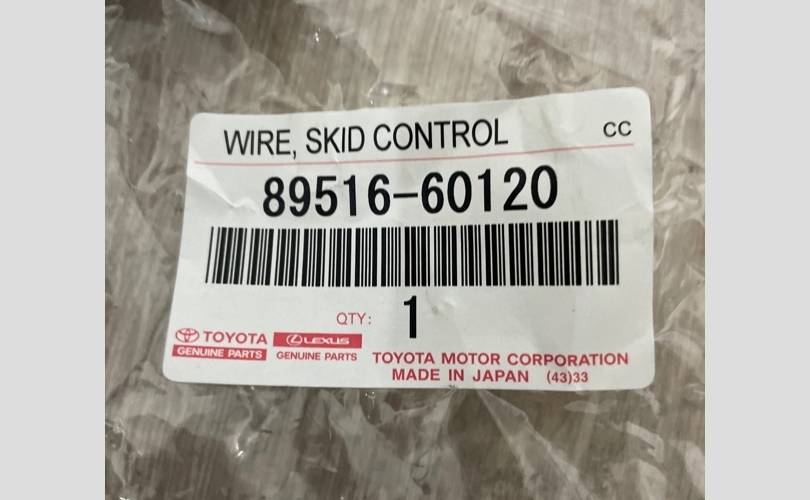 WIRE, SKID CONTROL CC
89516-60120
QTY: 1
TOYOTA LEXUS
GENUINE PARTS GENUINE PARTS
TOYOTA MOTOR CORPORATION
MADE IN JAPAN (43)33